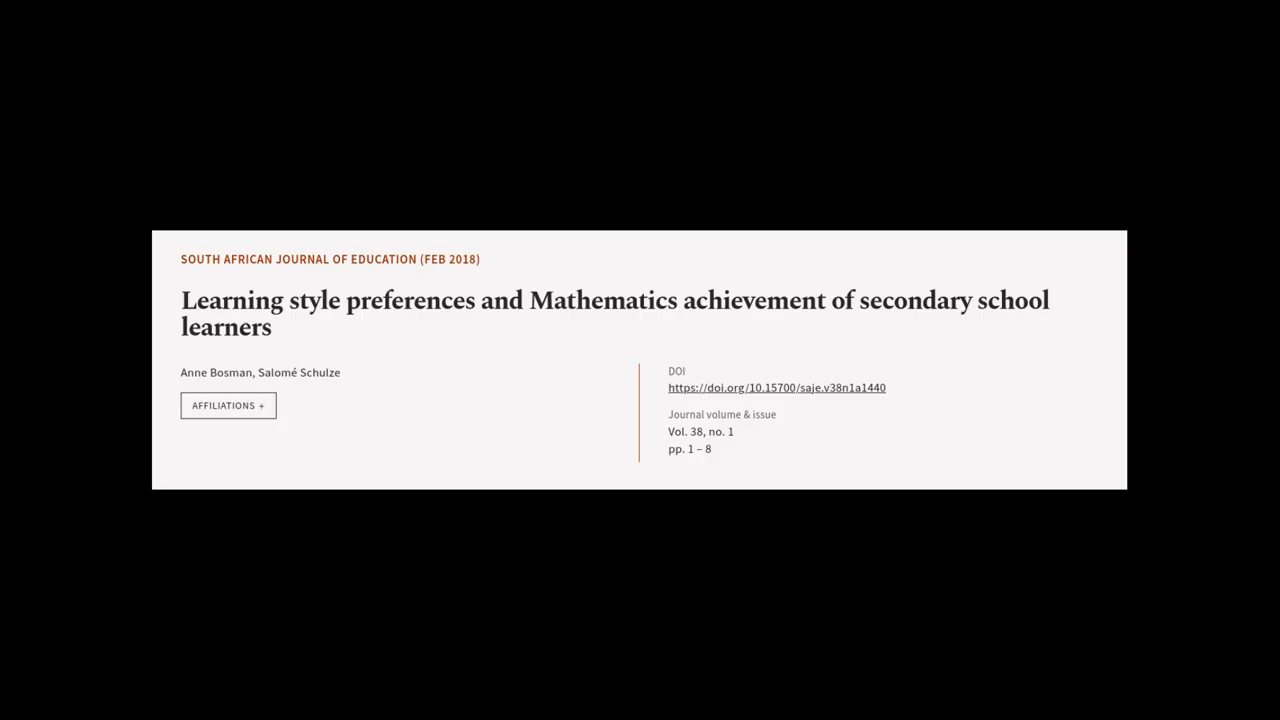 SOUTH AFRICAN JOURNAL OF EDUCATION (FEB 2018)
Learning style preferences and Mathematics achievement of secondary school
learners
Anne Bosman, Salomé Schulze
AFFILIATIONS +
DOI
https://doi.org/10.15700/saje.v38n1a1440
Journal volume & issue
Vol. 38, no. 1
pp. 1 – 8